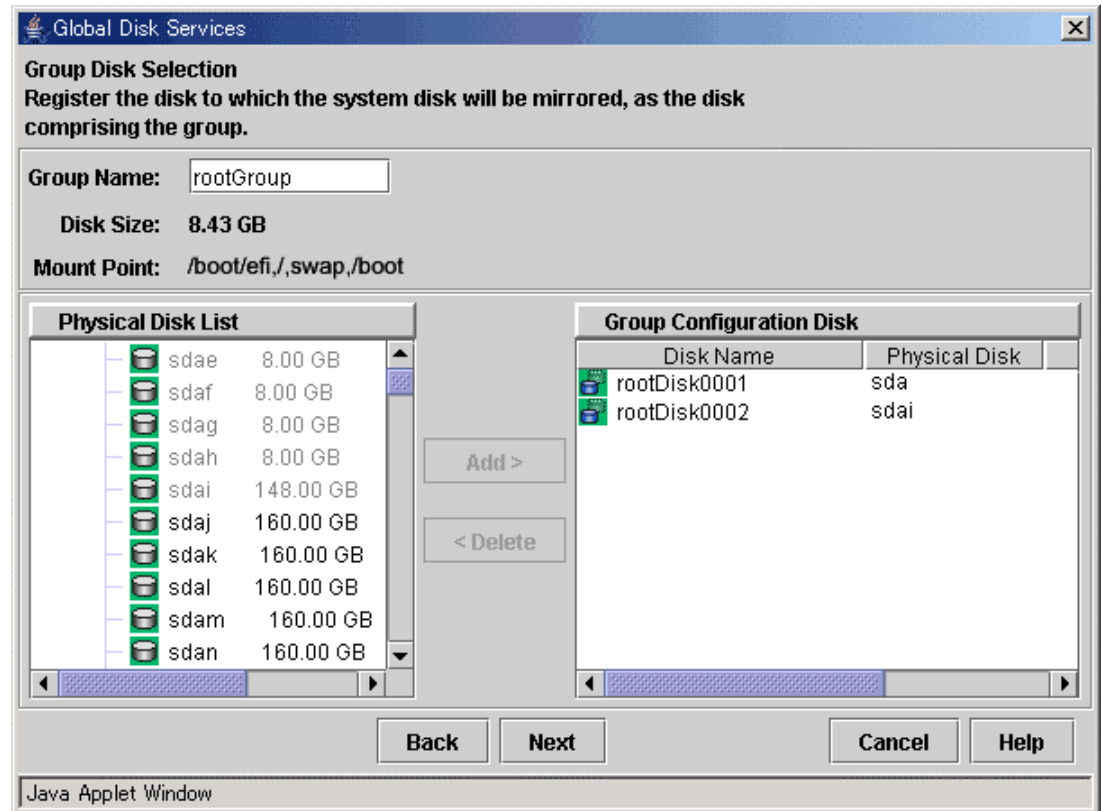 Global Disk Services
Group Disk Selection
Register the disk to which the system disk will be mirrored, as the disk
comprising the group.
Group Name: rootGroup
Disk Size: 8.43 GB
Mount Point: /boot/efi,/,swap,/boot
Physical Disk List
sdae 8.00 GB
sdaf 8.00 GB
sdag 8.00 GB
sdah 8.00 GB
sdai 148.00 GB
sdaj 160.00 GB
sdak 160.00 GB
sdal 160.00 GB
sdam 160.00 GB
sdan 160.00 GB
Add >
< Delete
Group Configuration Disk
Disk Name Physical Disk
rootDisk0001 sda
rootDisk0002 sdai
Back Next Cancel Help
Java Applet Window